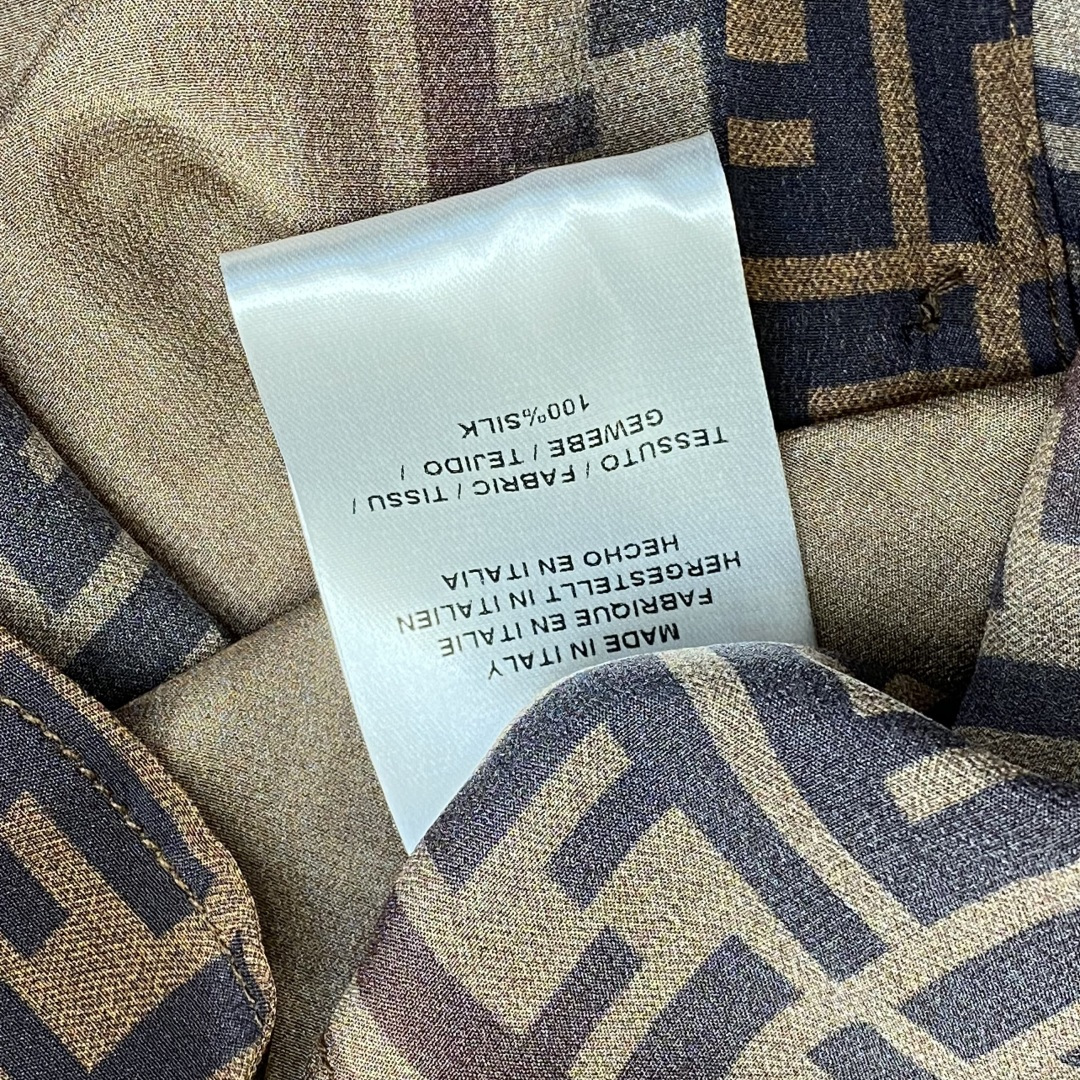 MADE IN ITALY
FABRIQUE EN ITALIE
HERGESTELLT IN ITALIEN
HECHO EN ITALIA
TESSUTO / FABRIC / TISSU /
GEWEBE / TEJIDO /
100%SILK